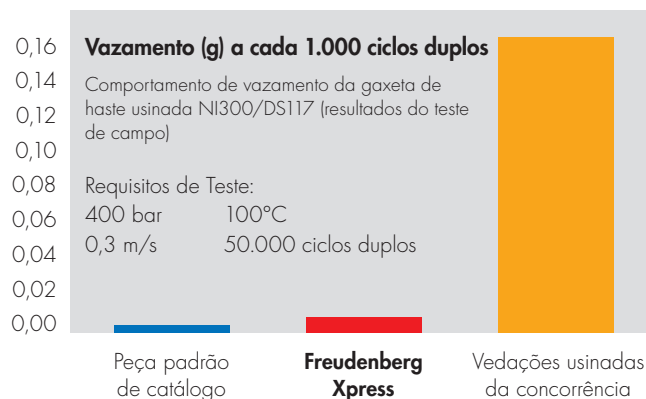 Vazamento (g) a cada 1.000 ciclos duplos
Comportamento de vazamento da gaxeta de
haste usinada NI300/DS117 (resultados do teste
de campo)
Requisitos de Teste:
400 bar 100°C
0,3 m/s 50.000 ciclos duplos
0,16
0,14
0,12
0,10
0,08
0,06
0,04
0,02
0,00
Peça padrão
de catálogo
Freudenberg
Xpress
Vedações usinadas
da concorrência